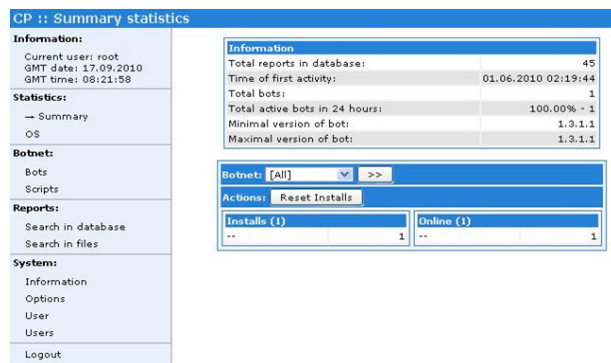 CP :: Summary statistics
Information:
Current user: root
GMT date: 17.09.2010
GMT time: 08:21:58
Statistics:
→ Summary
OS
Botnet:
Bots
Scripts
Reports:
Search in database
Search in files
System:
Information
Options
User
Users
Logout
Information
Total reports in database: 45
Time of first activity: 01.06.2010 02:19:44
Total bots: 1
Total active bots in 24 hours: 100.00% - 1
Minimal version of bot: 1.3.1.1
Maximal version of bot: 1.3.1.1
Botnet: [All] >>
Actions: Reset Installs
Installs (1) Online (1)
-- 1 -- 1